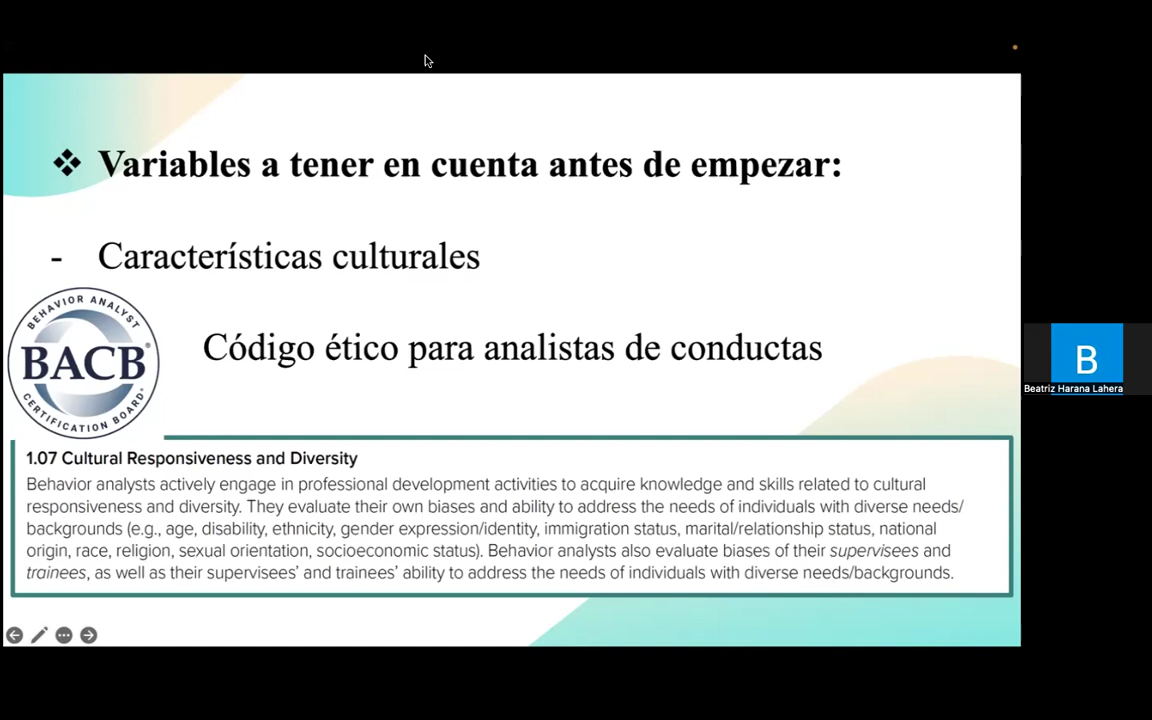 ❖ Variables a tener en cuenta antes de empezar:
- Características culturales
BEHAVIOR ANALYST
BACB®
CERTIFICATION BOARD®
Código ético para analistas de conductas
1.07 Cultural Responsiveness and Diversity
Behavior analysts actively engage in professional development activities to acquire knowledge and skills related to cultural
responsiveness and diversity. They evaluate their own biases and ability to address the needs of individuals with diverse needs/
backgrounds (e.g., age, disability, ethnicity, gender expression/identity, immigration status, marital/relationship status, national
origin, race, religion, sexual orientation, socioeconomic status). Behavior analysts also evaluate biases of their supervisees and
trainees, as well as their supervisees’ and trainees’ ability to address the needs of individuals with diverse needs/backgrounds.
B
Beatriz Harana Lahera